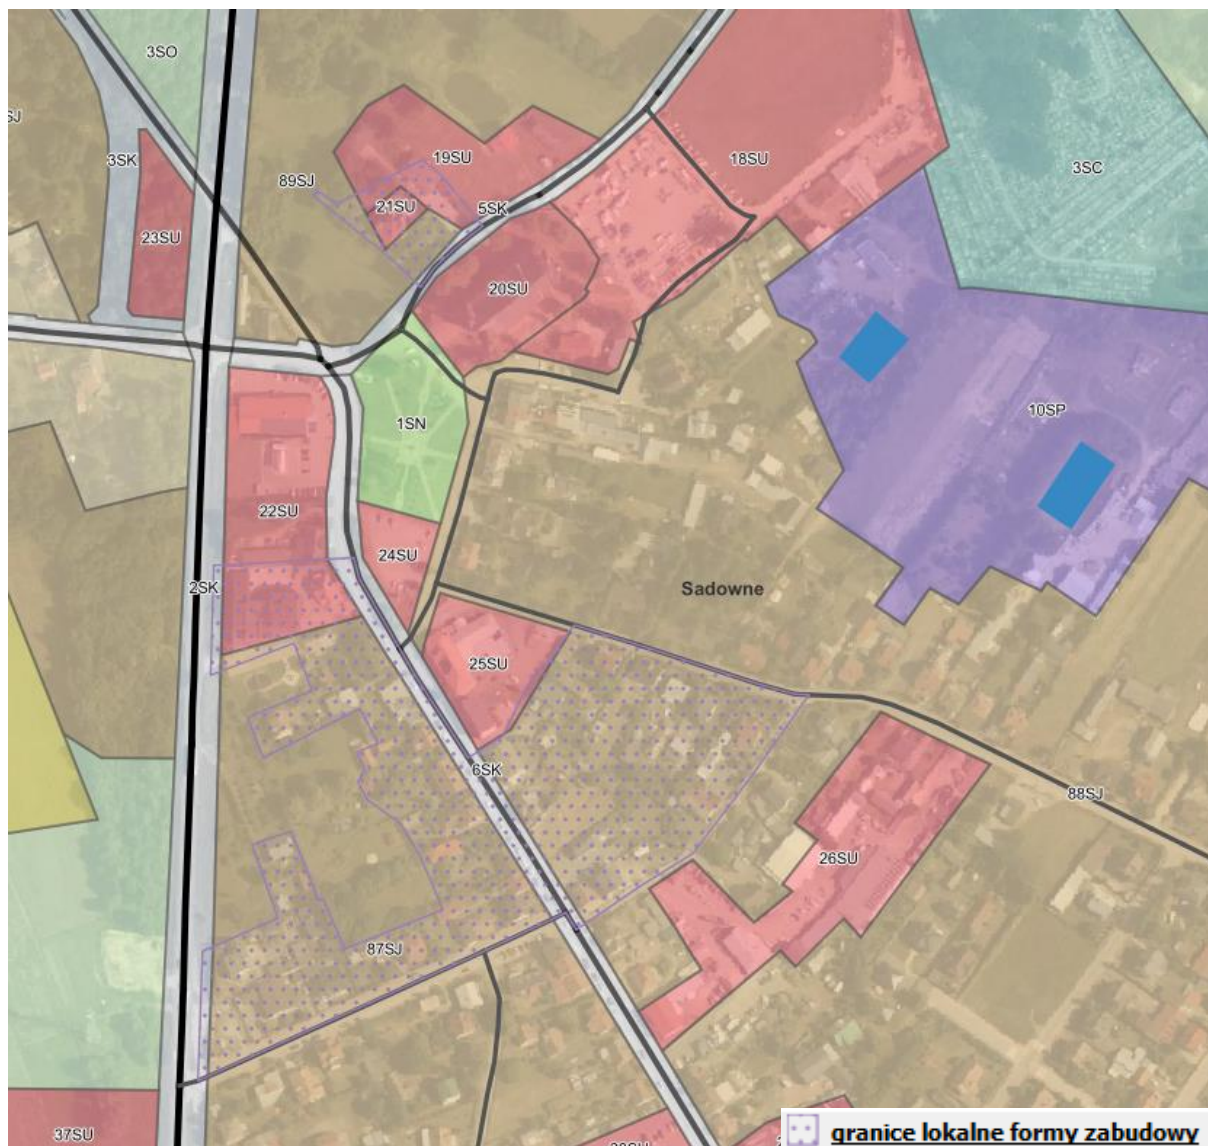 3SO
SJ
3SK
19SU
18SU
3SC
89SJ
21SU
5SK
23SU
20SU
10SP
1SN
22SU
24SU
2SK
Sadowne
25SU
6SK
88SJ
26SU
87SJ
37SU
granice lokalne formy zabudowy